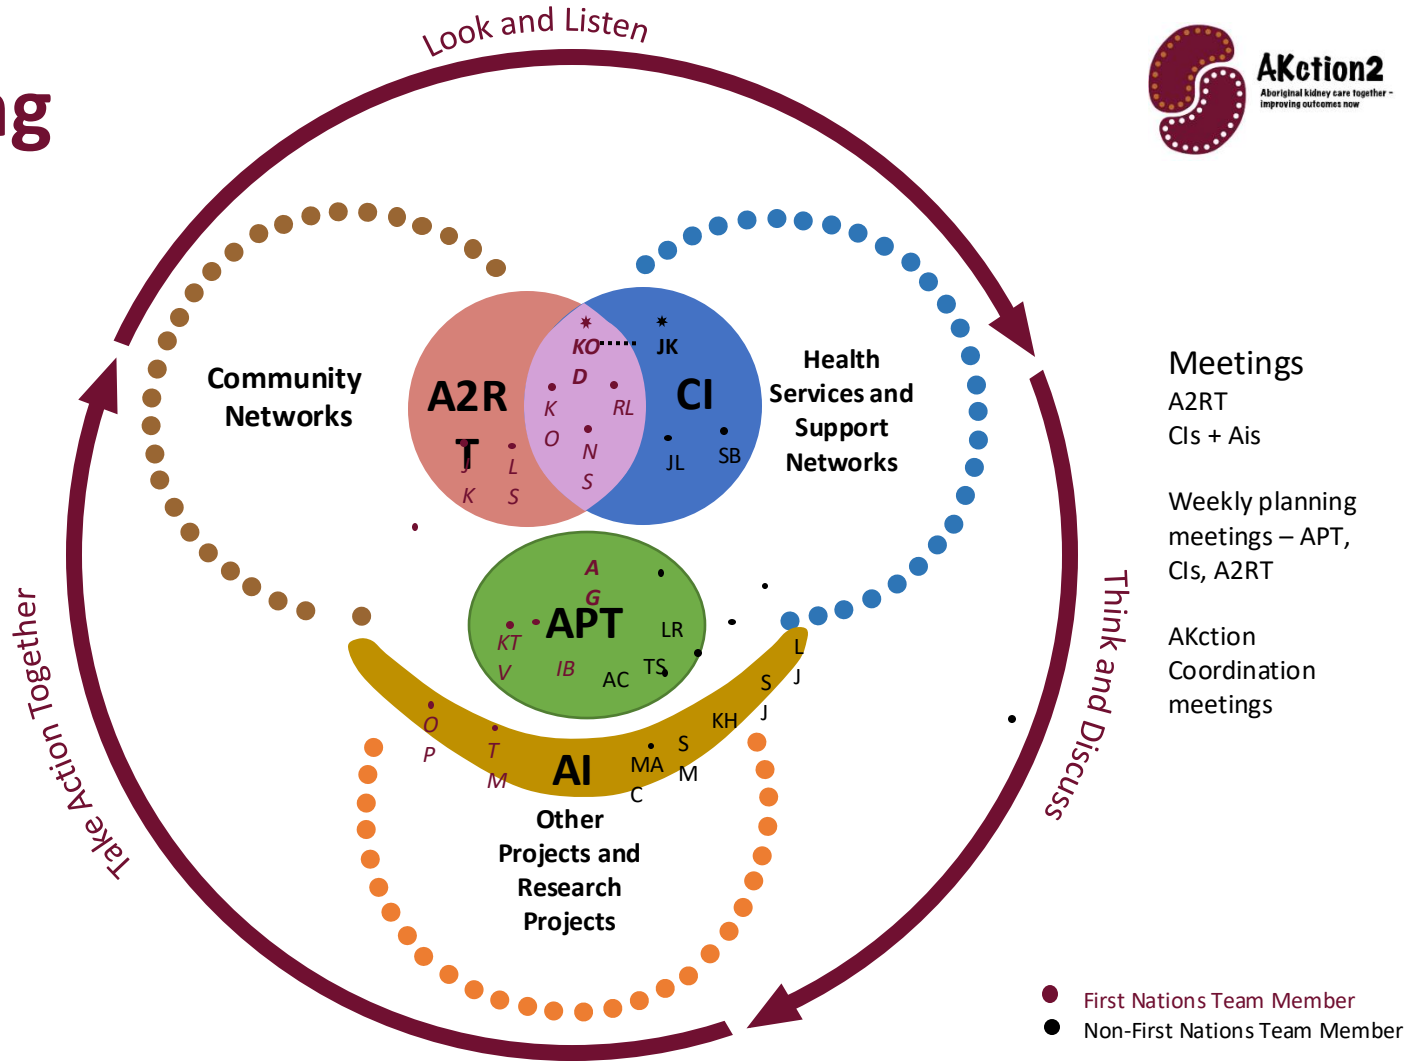 ng
Look and Listen
AKction2
Aboriginal kidney care together –
improving outcomes now
Community
Networks
A2R
T
J
K
L
S
KO
D
K
O
RL
N
S
JK
CI
JL
SB
Health
Services and
Support
Networks
Meetings
A2RT
CIs + Ais
Weekly planning
meetings – APT,
CIs, A2RT
AKction
Coordination
meetings
Think and Discuss
Take Action Together
A
G
APT
KT
V
IB
AC
TS
LR
O
P
T
M
AI
MA
C
S
M
KH
S
J
L
J
Other
Projects and
Research
Projects
First Nations Team Member
Non-First Nations Team Member